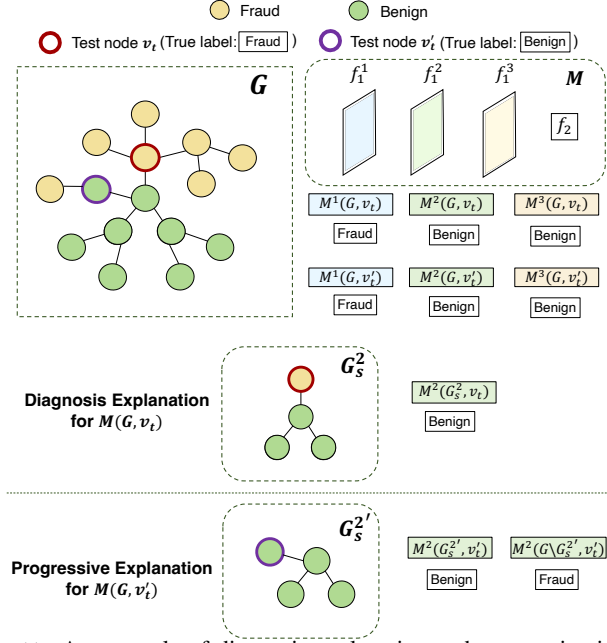 Fraud Benign
Test node v_t (True label: Fraud ) Test node v'_t (True label: Benign )
G
f_1^1 f_1^2 f_1^3 M
f_2
M^1(G, v_t) M^2(G, v_t) M^3(G, v_t)
Fraud Benign Benign
M^1(G, v'_t) M^2(G, v'_t) M^3(G, v'_t)
Fraud Benign Benign
G_s^2
Diagnosis Explanation
for M(G, v_t)
M^2(G_s^2, v_t)
Benign
G_s^{2'}
Progressive Explanation
for M(G, v'_t)
M^2(G_s^{2'}, v'_t) M^2(G\G_s^{2'}, v'_t)
Benign Fraud